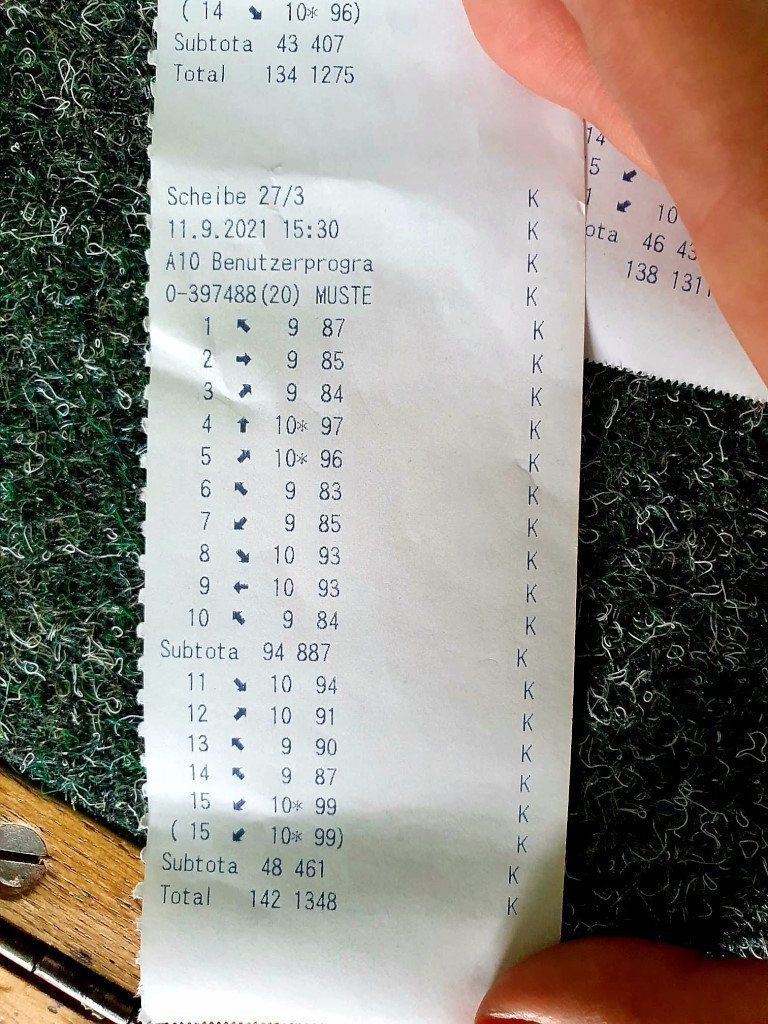 ( 14 ↘ 10* 96)
Subtota 43 407
Total 134 1275
Scheibe 27/3 K
11.9.2021 15:30 K
A10 Benutzerprogra K
0-397488(20) MUSTE K
1 ↖ 9 87 K
2 → 9 85 K
3 ↗ 9 84 K
4 ↑ 10* 97 K
5 ↗ 10* 96 K
6 ↖ 9 83 K
7 ↙ 9 85 K
8 ↘ 10 93 K
9 ← 10 93 K
10 ↖ 9 84 K
Subtota 94 887 K
11 ↘ 10 94 K
12 ↗ 10 91 K
13 ↖ 9 90 K
14 ↖ 9 87 K
15 ↙ 10* 99 K
( 15 ↙ 10* 99) K
Subtota 48 461 K
Total 142 1348 K
14
5 ↙
↙ 10
ota 46
138